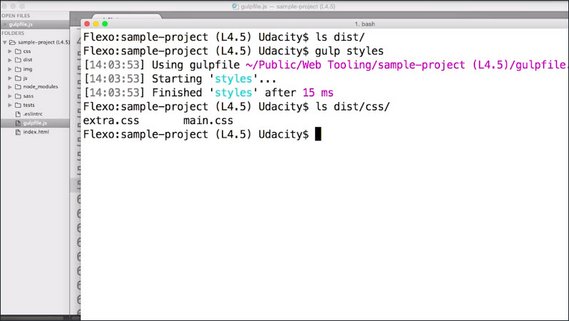 gulpfile.js — sample-project (L4.5)
OPEN FILES
gulpfile.js
FOLDERS
sample-project (L4.5)
css
dist
img
js
node_modules
sass
tests
.eslintrc
gulpfile.js
index.html
1. bash
Flexo:sample-project (L4.5) Udacity$ ls dist/
Flexo:sample-project (L4.5) Udacity$ gulp styles
[14:03:53] Using gulpfile ~/Public/Web Tooling/sample-project (L4.5)/gulpfile.
[14:03:53] Starting 'styles'...
[14:03:53] Finished 'styles' after 15 ms
Flexo:sample-project (L4.5) Udacity$ ls dist/css/
extra.css main.css
Flexo:sample-project (L4.5) Udacity$